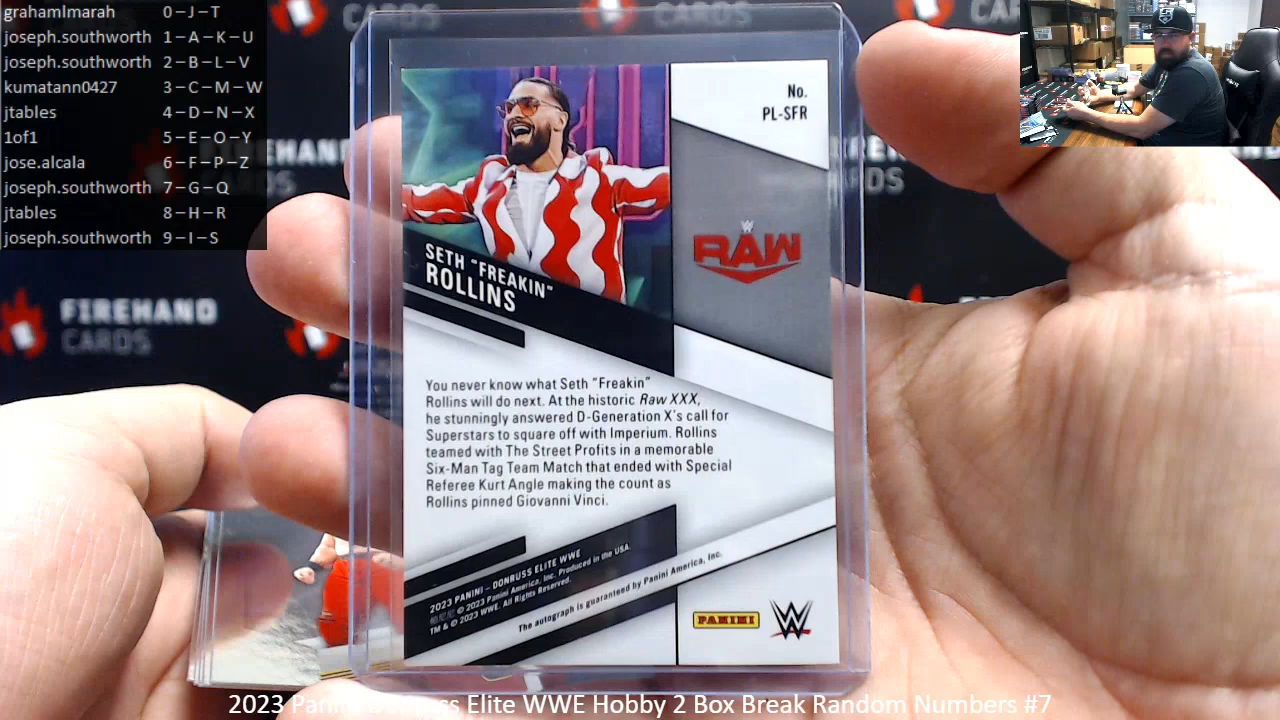 grahamlmarah 0-J-T
joseph.southworth 1-A-K-U
joseph.southworth 2-B-L-V
kumatann0427 3-C-M-W
jtables 4-D-N-X
1of1 5-E-O-Y
jose.alcala 6-F-P-Z
joseph.southworth 7-G-Q
jtables 8-H-R
joseph.southworth 9-I-S
FIREHAND
CARDS
No.
PL-SFR
RAW
SETH "FREAKIN"
ROLLINS
You never know what Seth "Freakin"
Rollins will do next. At the historic Raw XXX,
he stunningly answered D-Generation X's call for
Superstars to square off with Imperium. Rollins
teamed with The Street Profits in a memorable
Six-Man Tag Team Match that ended with Special
Referee Kurt Angle making the count as
Rollins pinned Giovanni Vinci.
2023 PANINI – DONRUSS ELITE WWE
© 2023 Panini America, Inc. Produced in the USA.
TM & © 2023 WWE. All Rights Reserved.
The autograph is guaranteed by Panini America, Inc.
PANINI
W
2023 Panini Donruss Elite WWE Hobby 2 Box Break Random Numbers #7